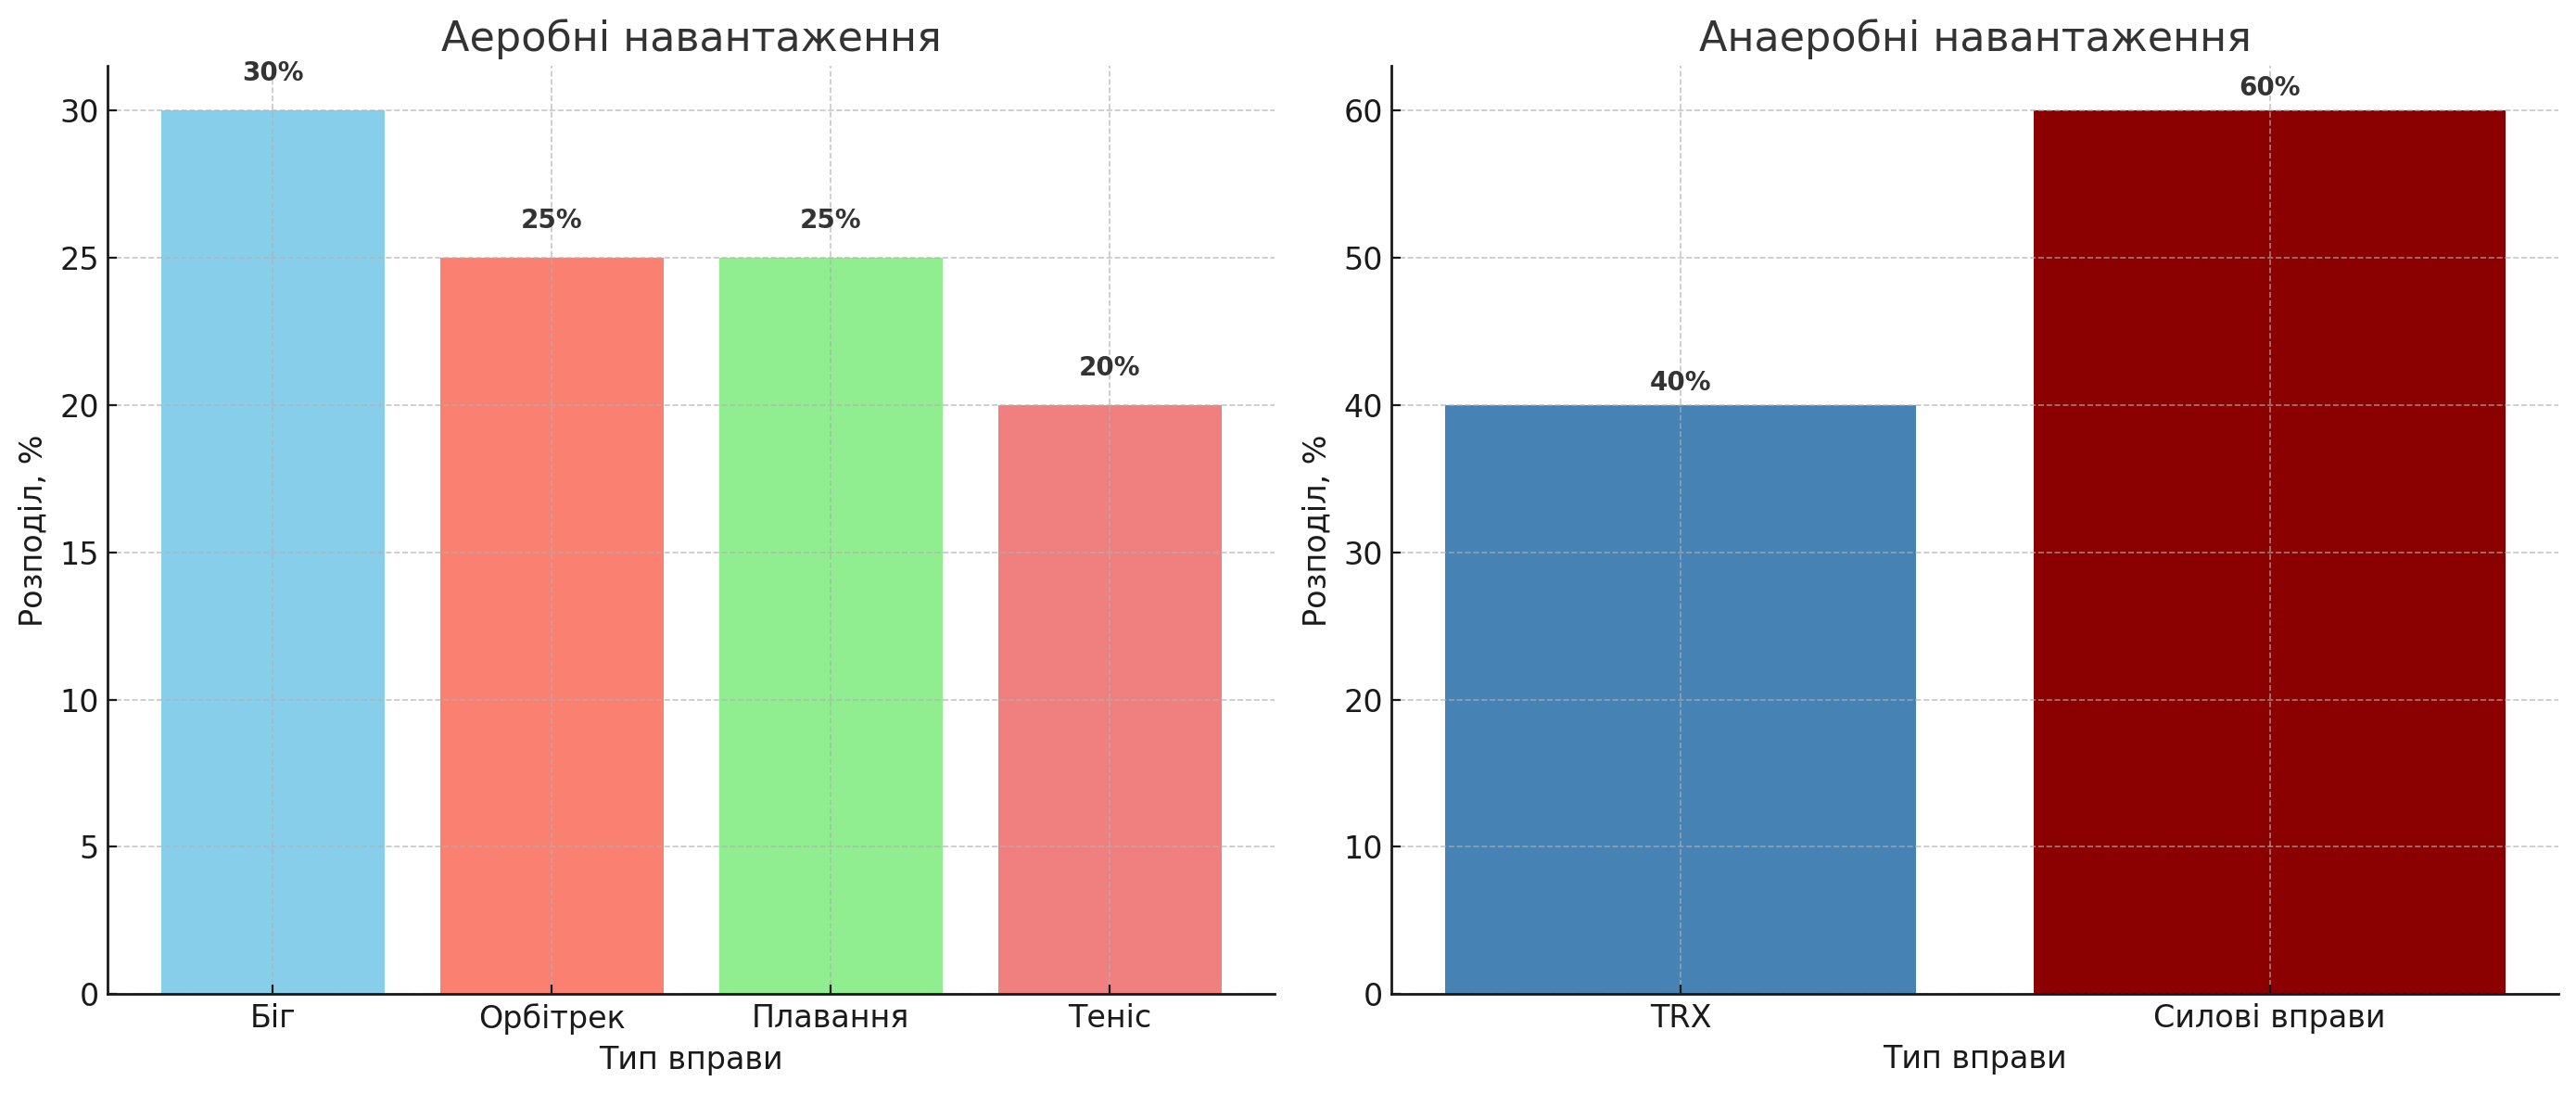 Аеробні навантаження
30%
25%
25%
20%
30
25
20
15
10
5
0
Розподіл, %
Біг
Орбітрек
Плавання
Теніс
Тип вправи
Анаеробні навантаження
60%
40%
60
50
40
30
20
10
0
Розподіл, %
TRX
Силові вправи
Тип вправи